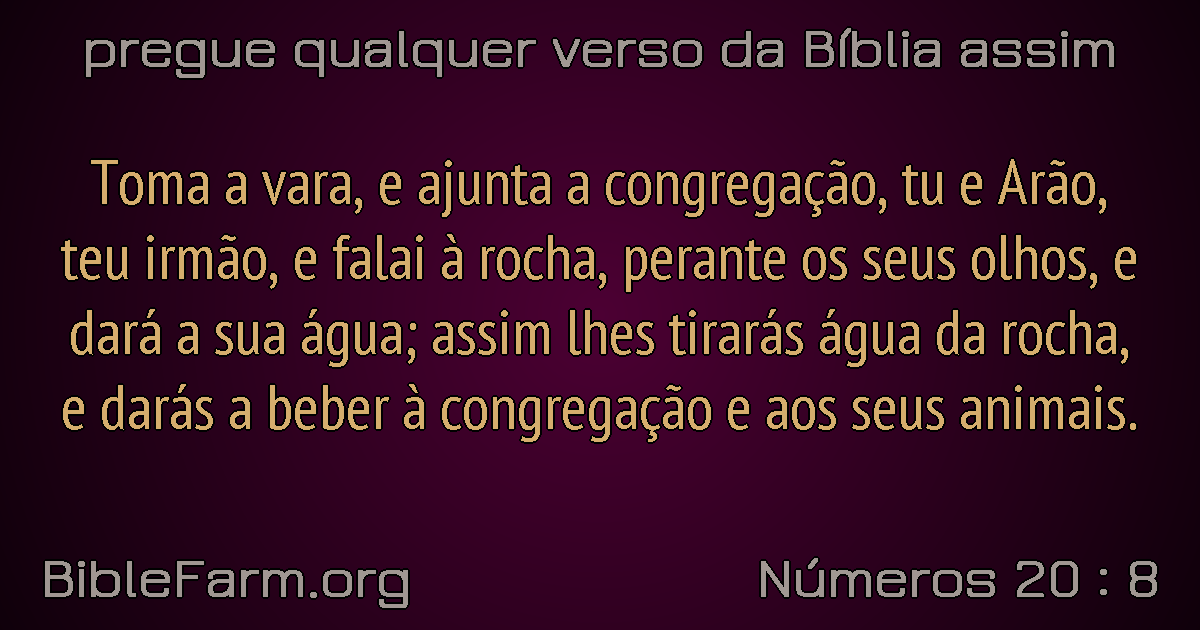 pregue qualquer verso da Bíblia assim
Toma a vara, e ajunta a congregação, tu e Arão,
teu irmão, e falai à rocha, perante os seus olhos, e
dará a sua água; assim lhes tirarás água da rocha,
e darás a beber à congregação e aos seus animais.
BibleFarm.org
Números 20 : 8